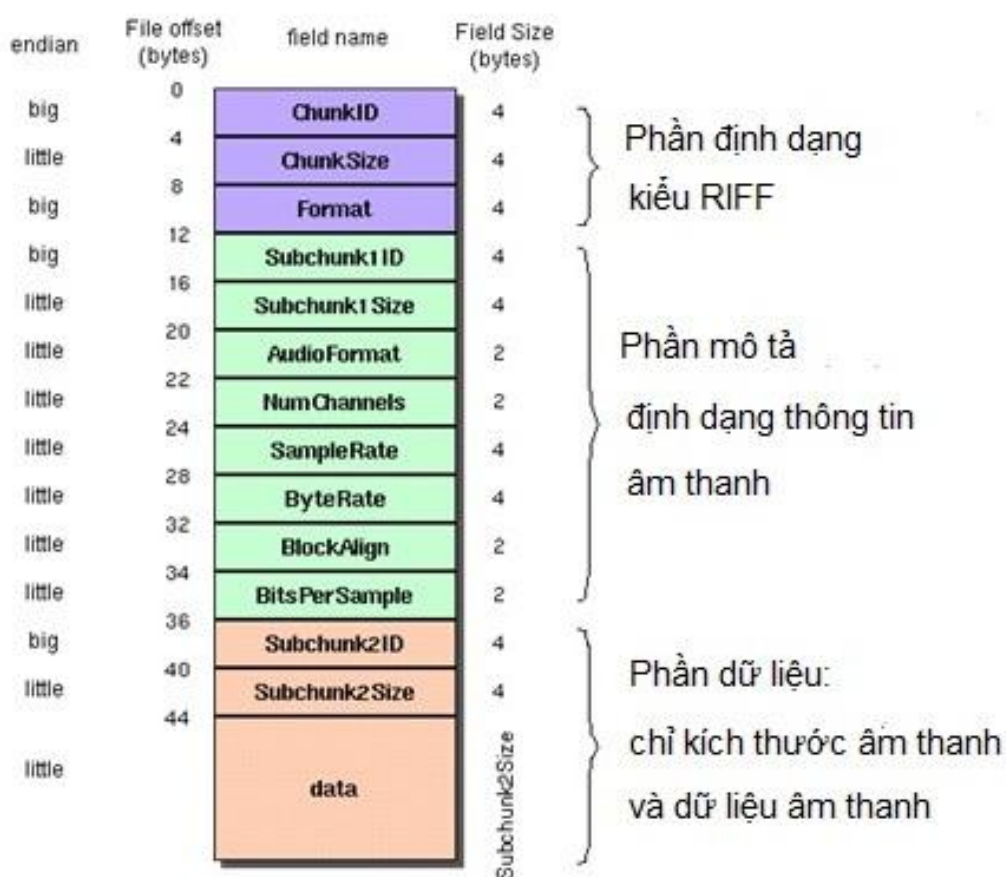 endian
File offset
(bytes)
field name
Field Size
(bytes)
0
big
ChunkID
4
4
little
ChunkSize
4
8
big
Format
4
12
big
Subchunk1ID
4
16
little
Subchunk1Size
4
20
little
AudioFormat
2
22
little
NumChannels
2
24
little
SampleRate
4
28
little
ByteRate
4
32
little
BlockAlign
2
34
little
BitsPerSample
2
36
big
Subchunk2ID
4
40
little
Subchunk2Size
4
44
little
data
Subchunk2Size
Phần định dạng
kiểu RIFF
Phần mô tả
định dạng thông tin
âm thanh
Phần dữ liệu:
chỉ kích thước âm thanh
và dữ liệu âm thanh